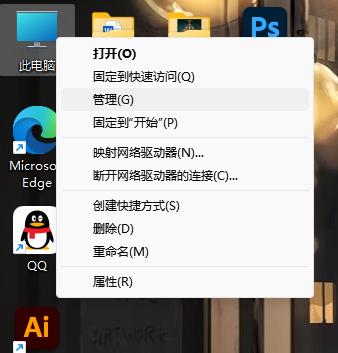 此电脑
Ps
打开(O)
固定到快速访问(Q)
管理(G)
固定到“开始”(P)
映射网络驱动器(N)...
断开网络驱动器的连接(C)...
创建快捷方式(S)
删除(D)
重命名(M)
属性(R)
Edge
QQ
Ai
ARTWORK